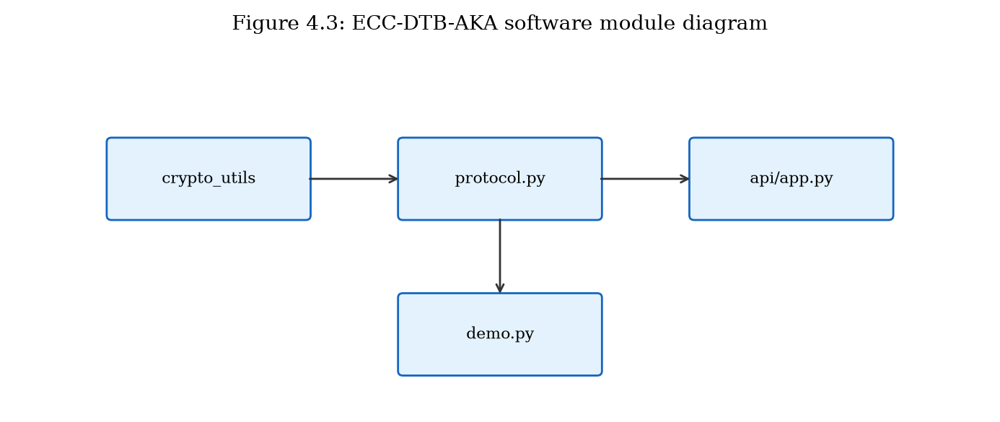 Figure 4.3: ECC-DTB-AKA software module diagram
crypto_utils
protocol.py
api/app.py
demo.py